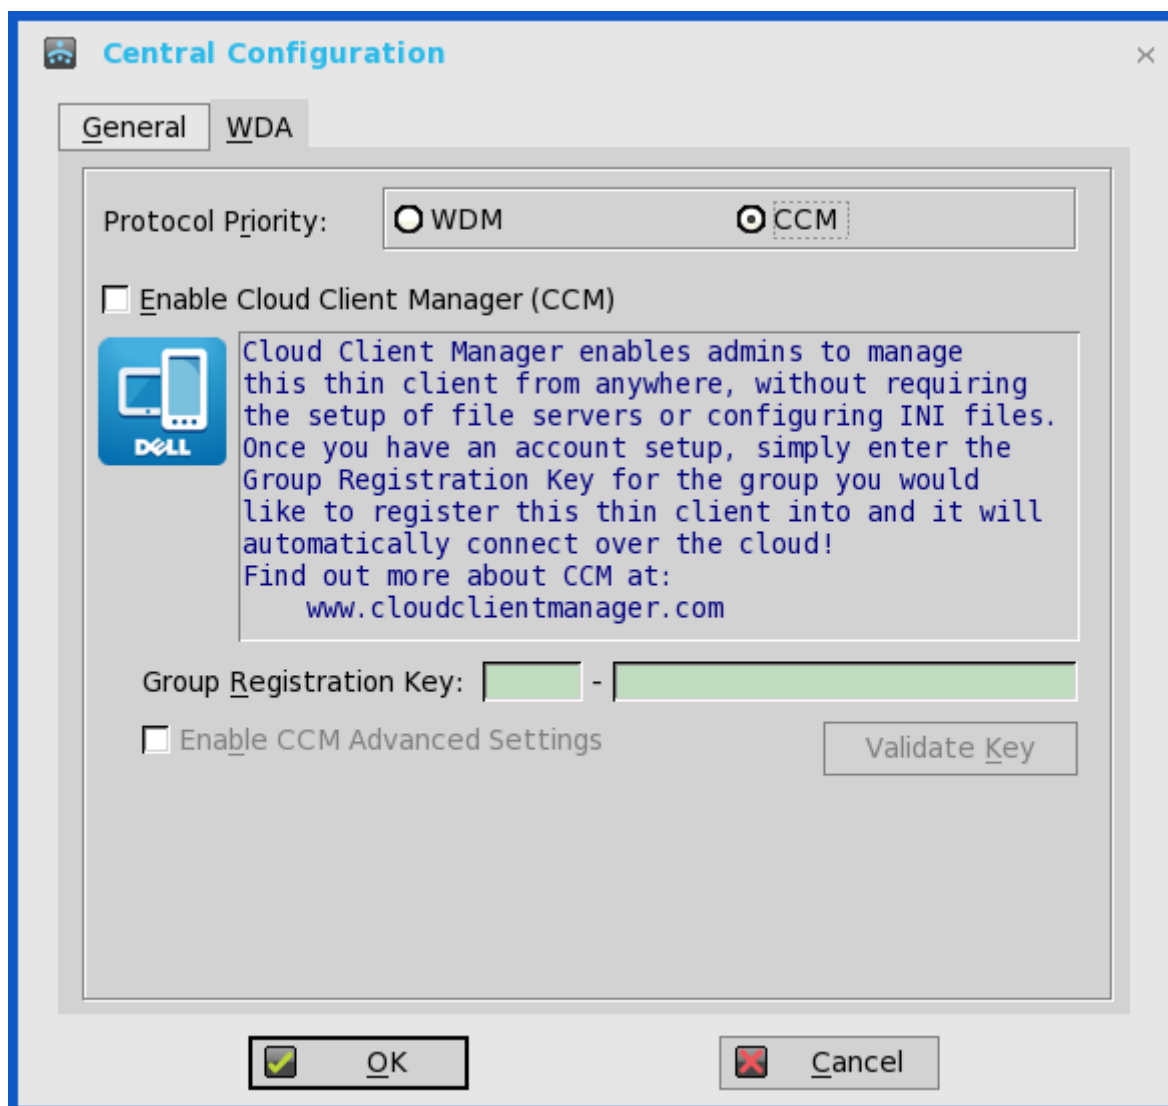 Central Configuration
General WDA
Protocol Priority: WDM CCM
Enable Cloud Client Manager (CCM)
Cloud Client Manager enables admins to manage
this thin client from anywhere, without requiring
the setup of file servers or configuring INI files.
Once you have an account setup, simply enter the
Group Registration Key for the group you would
like to register this thin client into and it will
automatically connect over the cloud!
Find out more about CCM at:
www.cloudclientmanager.com
DELL
Group Registration Key: -
Enable CCM Advanced Settings Validate Key
OK Cancel